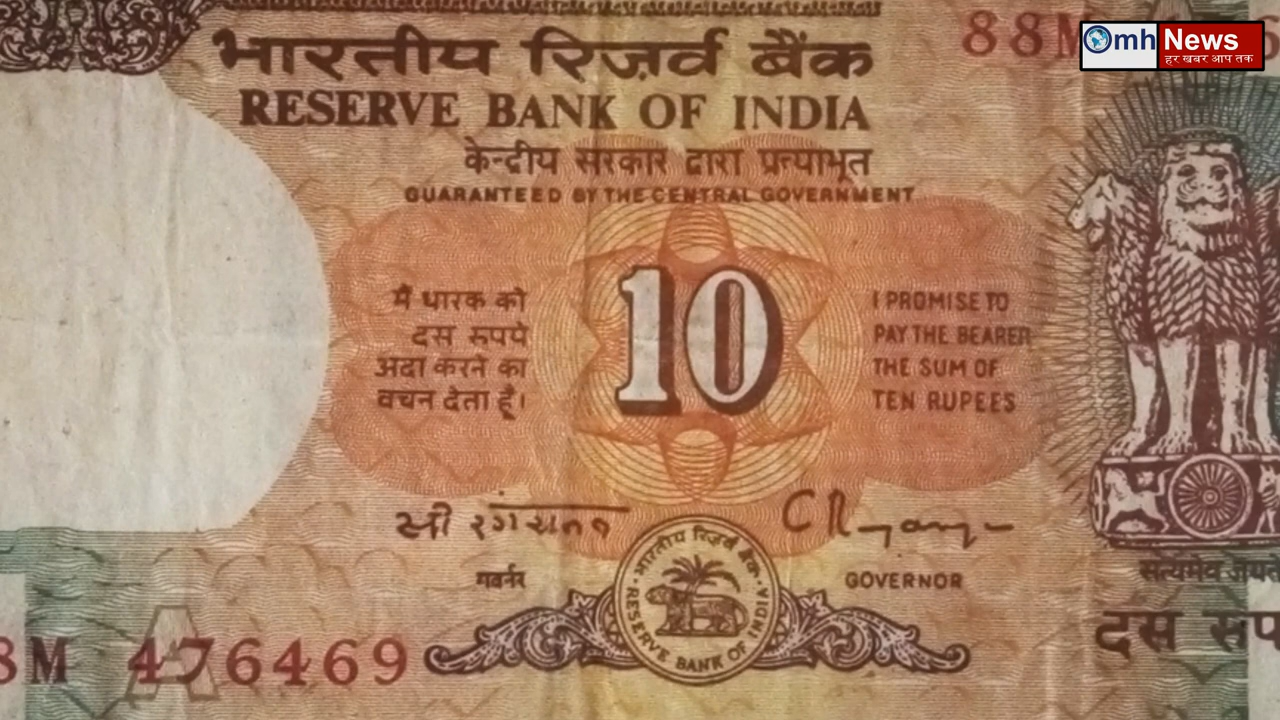 भारतीय रिज़र्व बैंक
RESERVE BANK OF INDIA
केन्द्रीय सरकार द्वारा प्रत्याभूत
GUARANTEED BY THE CENTRAL GOVERNMENT
88M
Omh News
हर खबर आप तक
मैं धारक को
दस रुपये
अदा करने का
वचन देता हूँ।
10
I PROMISE TO
PAY THE BEARER
THE SUM OF
TEN RUPEES
गवर्नर
GOVERNOR
भारतीय रिज़र्व बैंक
RESERVE BANK OF INDIA
सत्यमेव जयते
दस रुप
8M 476469
A